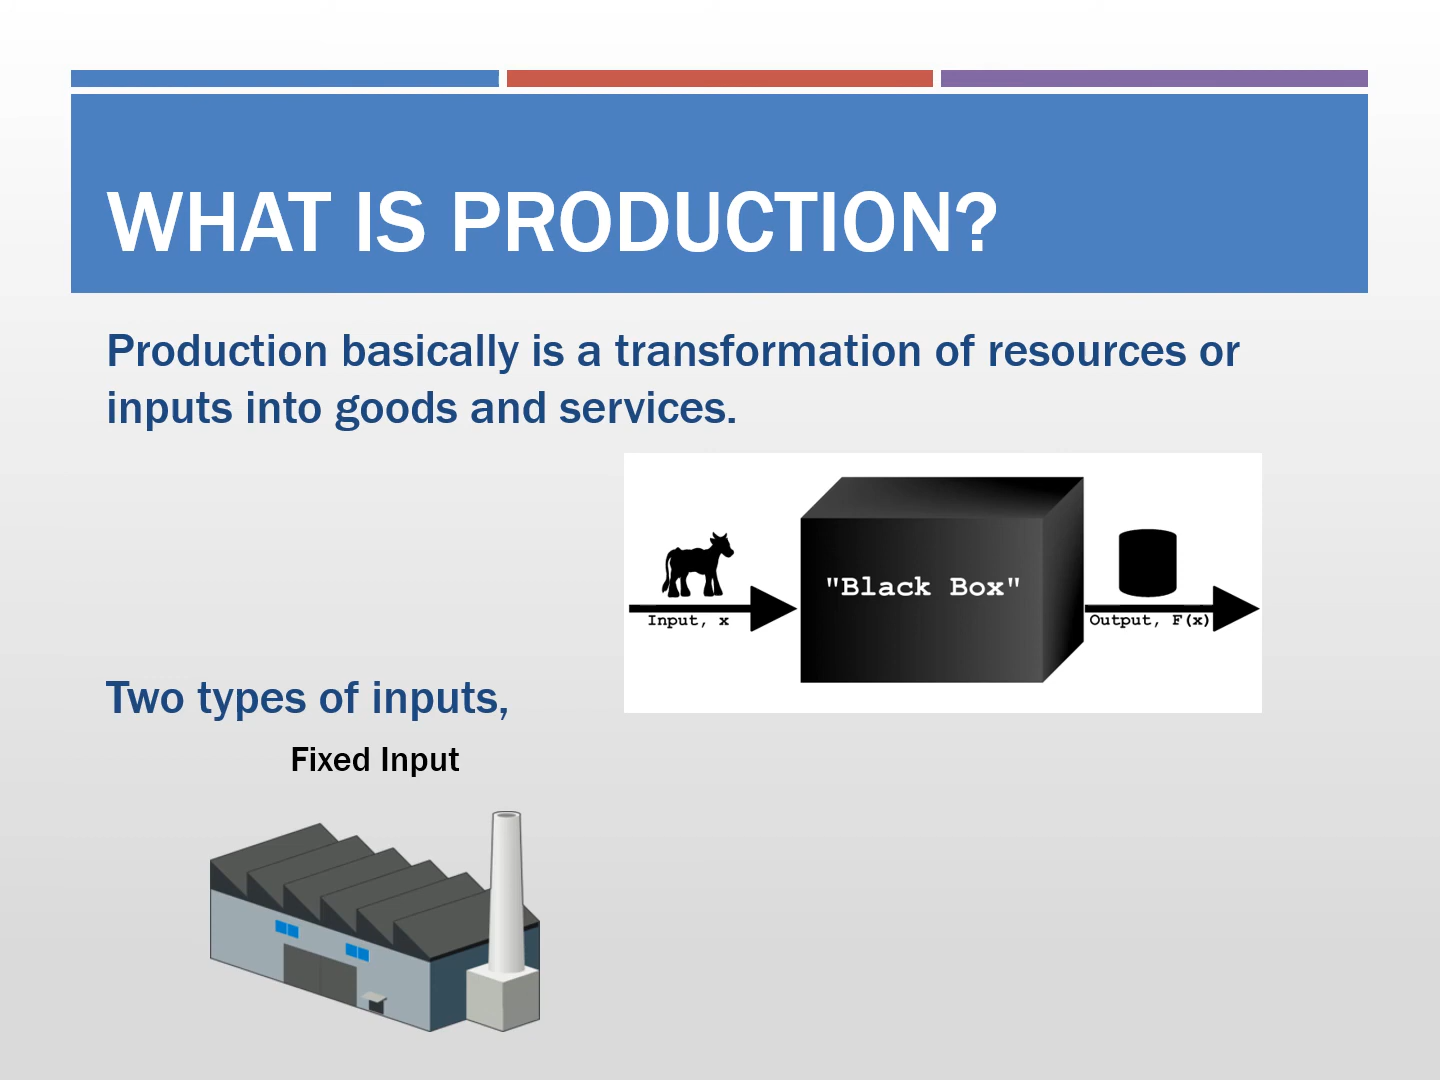 WHAT IS PRODUCTION?
Production basically is a transformation of resources or
inputs into goods and services.
"Black Box"
Input, x
Output, F(x)
Two types of inputs,
Fixed Input